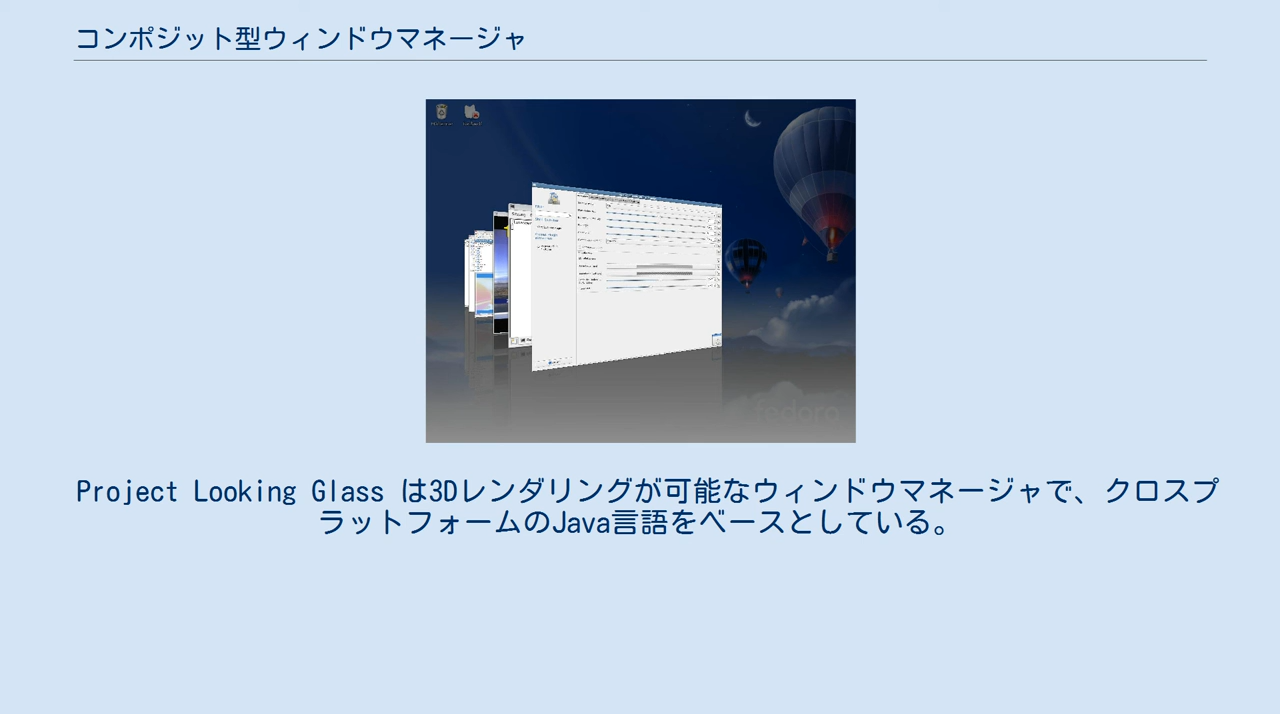 コンポジット型ウィンドウマネージャ
fedora
Project Looking Glass は3Dレンダリングが可能なウィンドウマネージャで、クロスプ
ラットフォームのJava言語をベースとしている。